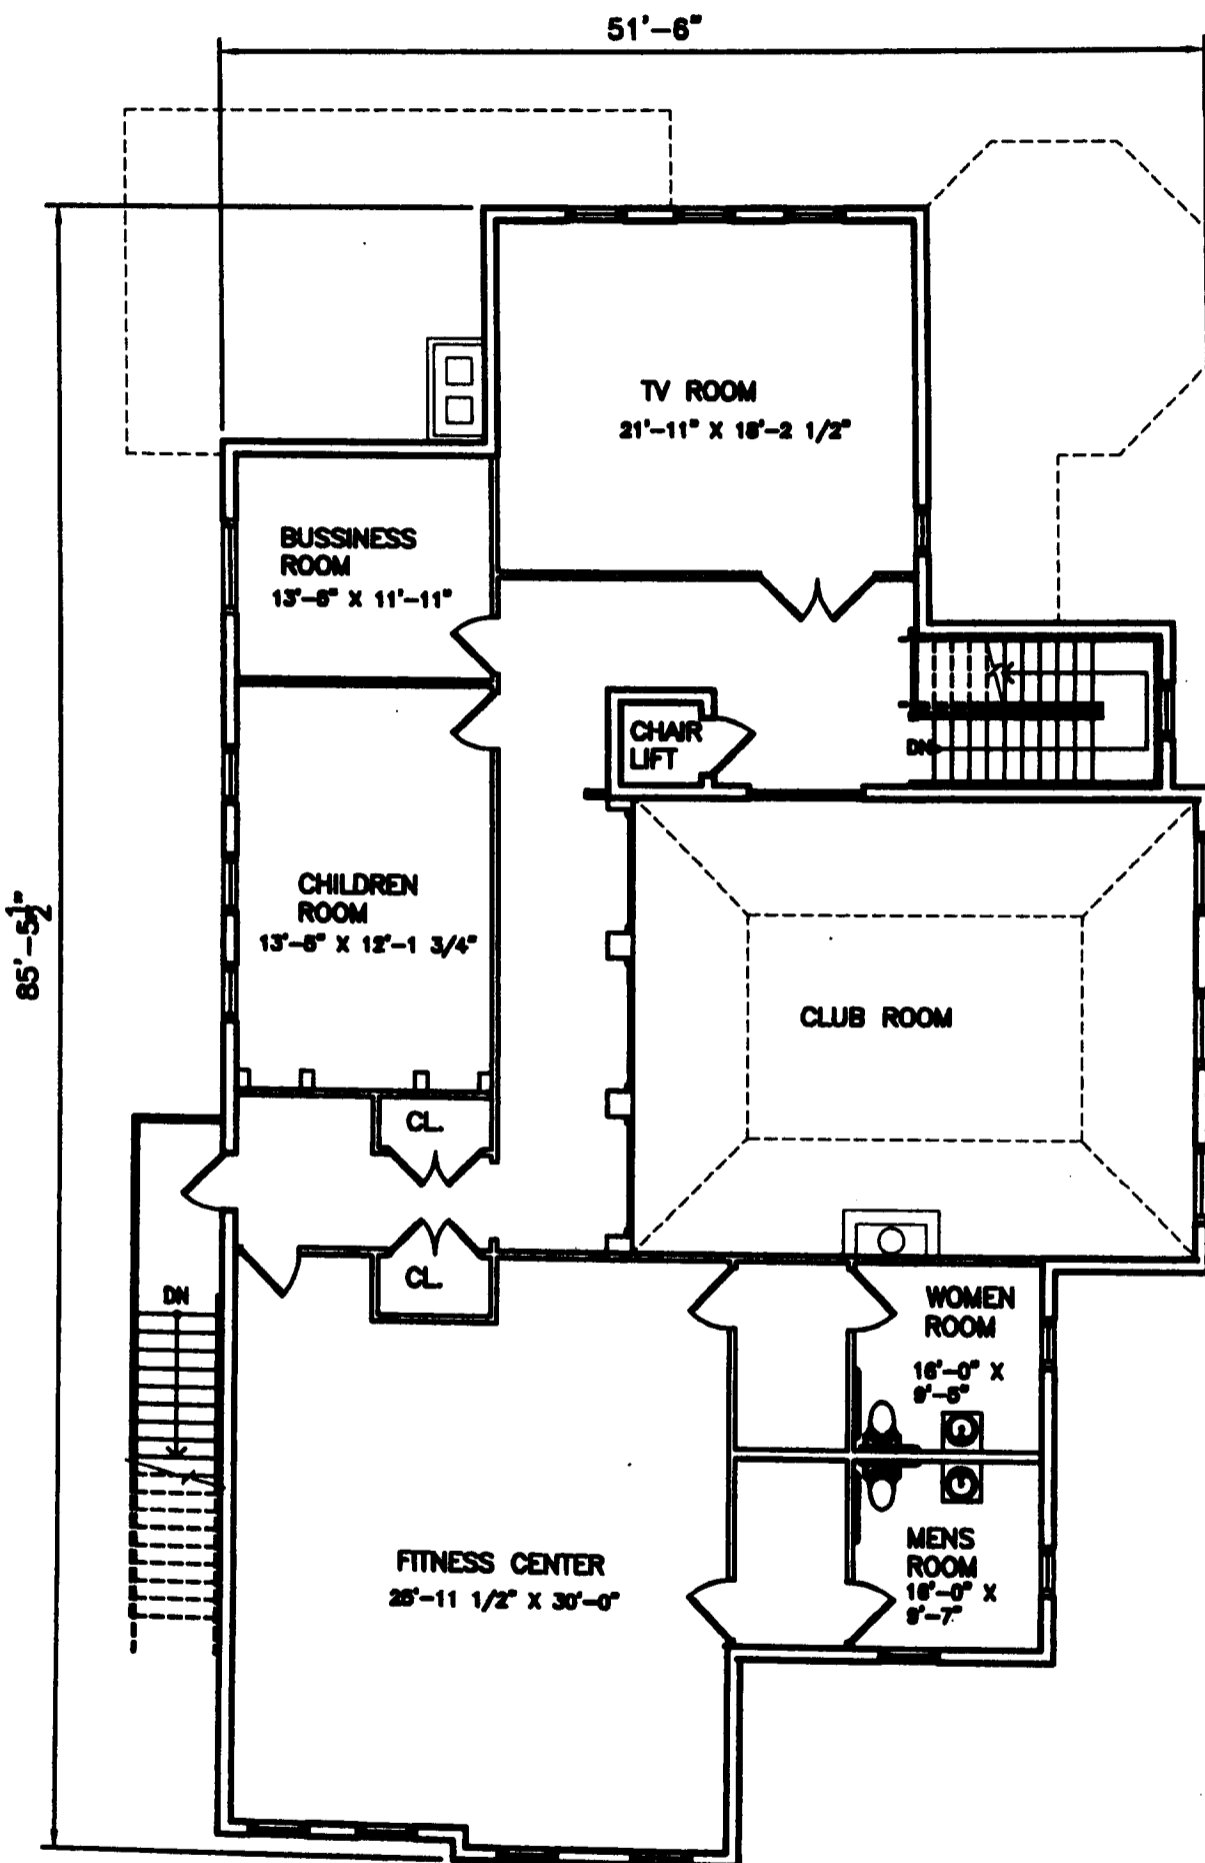 51'-6"
TV ROOM
21'-11" X 18'-2 1/2"
BUSSINESS
ROOM
13'-6" X 11'-11"
CHAIR
LIFT
DN
85'-5 1/2"
CHILDREN
ROOM
13'-6" X 12'-1 3/4"
CLUB ROOM
CL.
CL.
DN
WOMEN
ROOM
16'-0" X
9'-5"
MENS
ROOM
16'-0" X
9'-7"
FITNESS CENTER
26'-11 1/2" X 30'-0"